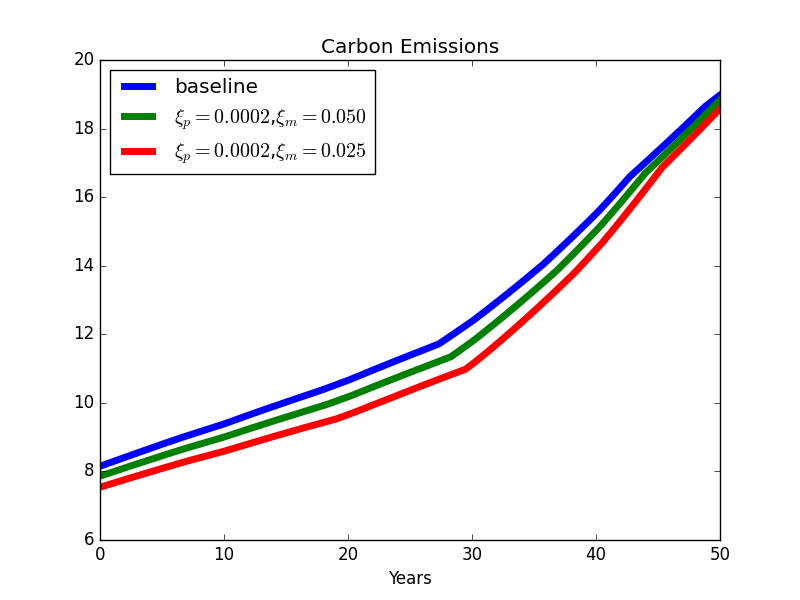 Carbon Emissions
20
18
16
14
12
10
8
6
baseline
ξp = 0.0002,ξm = 0.050
ξp = 0.0002,ξm = 0.025
0 10 20 30 40 50
Years